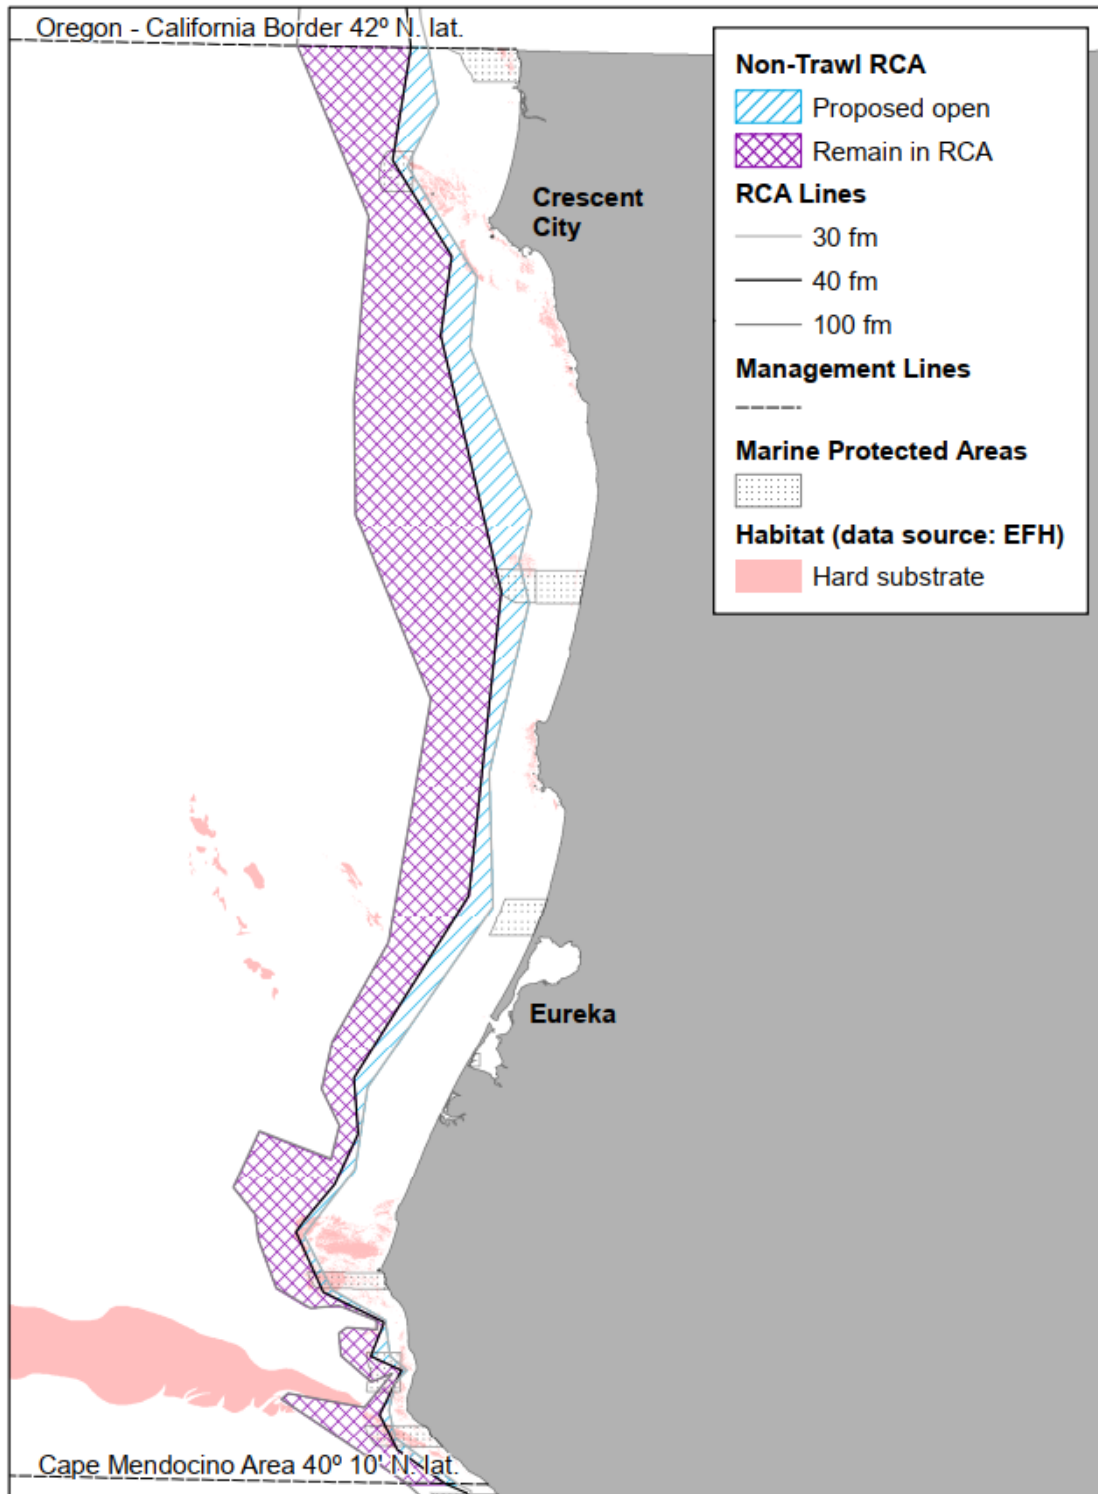 Oregon - California Border 42º N. lat.
Non-Trawl RCA
Proposed open
Remain in RCA
RCA Lines
30 fm
40 fm
100 fm
Management Lines
Marine Protected Areas
Habitat (data source: EFH)
Hard substrate
Crescent
City
Eureka
Cape Mendocino Area 40º 10' N. lat.